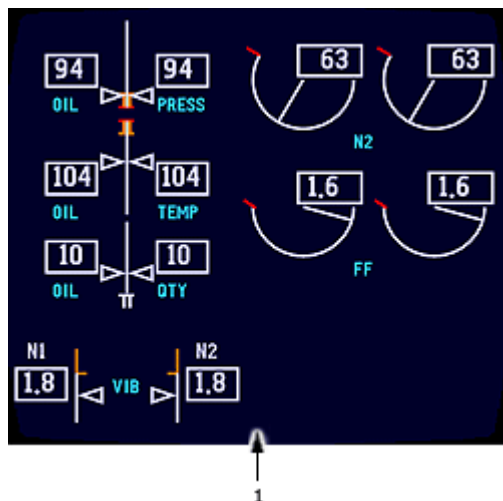 94 94 63 63
OIL PRESS
N2
104 104 1.6 1.6
OIL TEMP
10 10 FF
OIL QTY
N1 N2
1.8 VIB 1.8
1